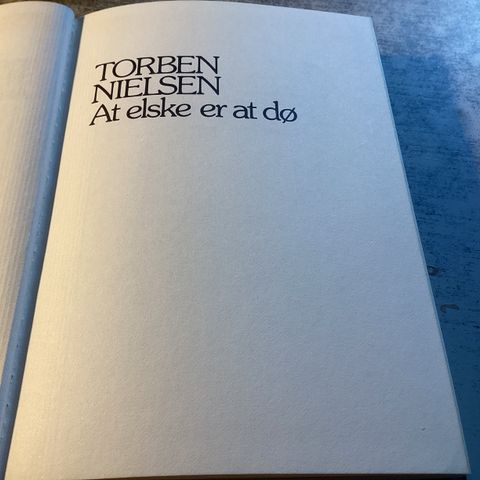 TORBEN
NIELSEN
At elske er at dø